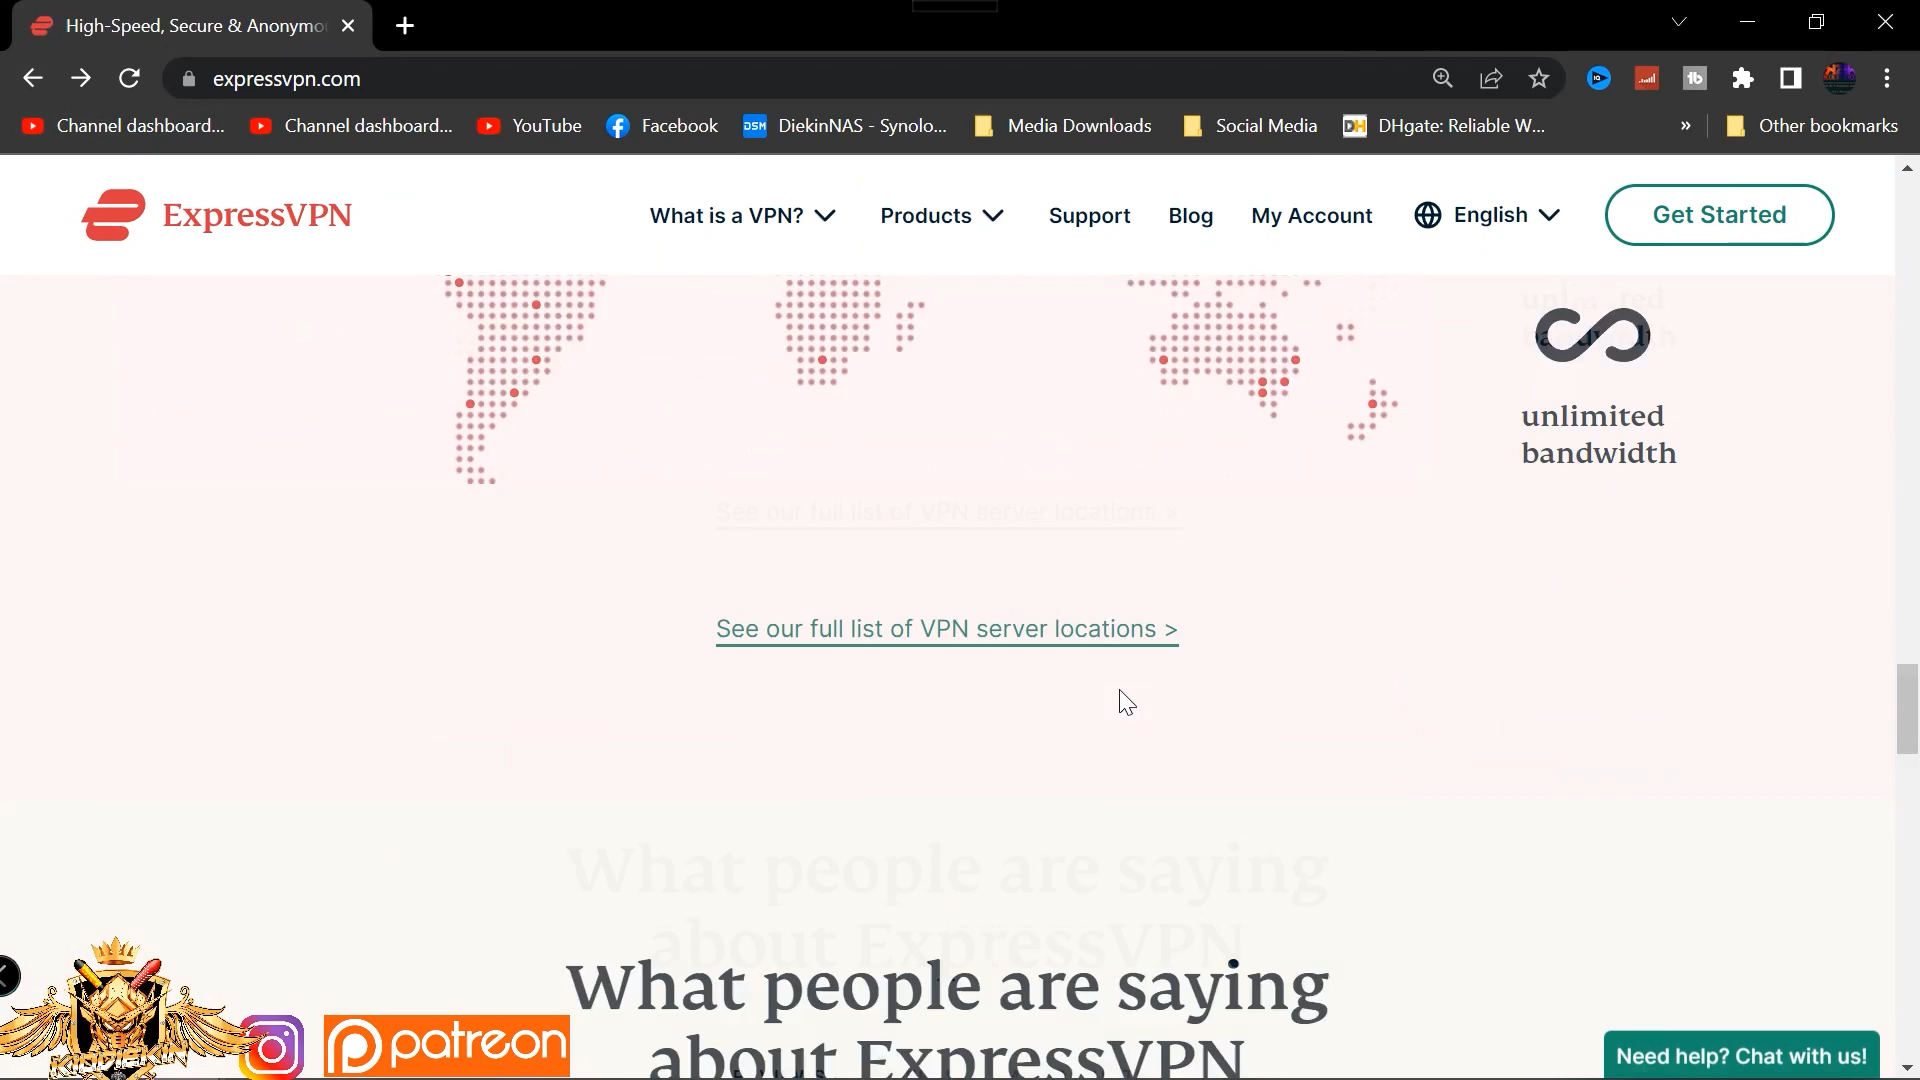 High-Speed, Secure & Anonymo
expressvpn.com
Channel dashboard... Channel dashboard... YouTube Facebook DSM DiekinNAS - Synolo... Media Downloads Social Media DH DHgate: Reliable W... » Other bookmarks
ExpressVPN What is a VPN? Products Support Blog My Account English Get Started
unlimited
bandwidth
See our full list of VPN server locations >
See our full list of VPN server locations >
What people are saying
about ExpressVPN
What people are saying
about ExpressVPN
patreon
Need help? Chat with us!